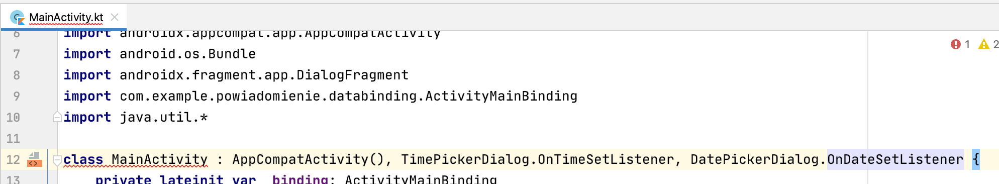 MainActivity.kt
6 import androidx.appcompat.app.AppCompatActivity
1 2
7 import android.os.Bundle
8 import androidx.fragment.app.DialogFragment
9 import com.example.powiadomienie.databinding.ActivityMainBinding
10 import java.util.*
11
12 class MainActivity : AppCompatActivity(), TimePickerDialog.OnTimeSetListener, DatePickerDialog.OnDateSetListener {
13 private lateinit var binding: ActivityMainBinding